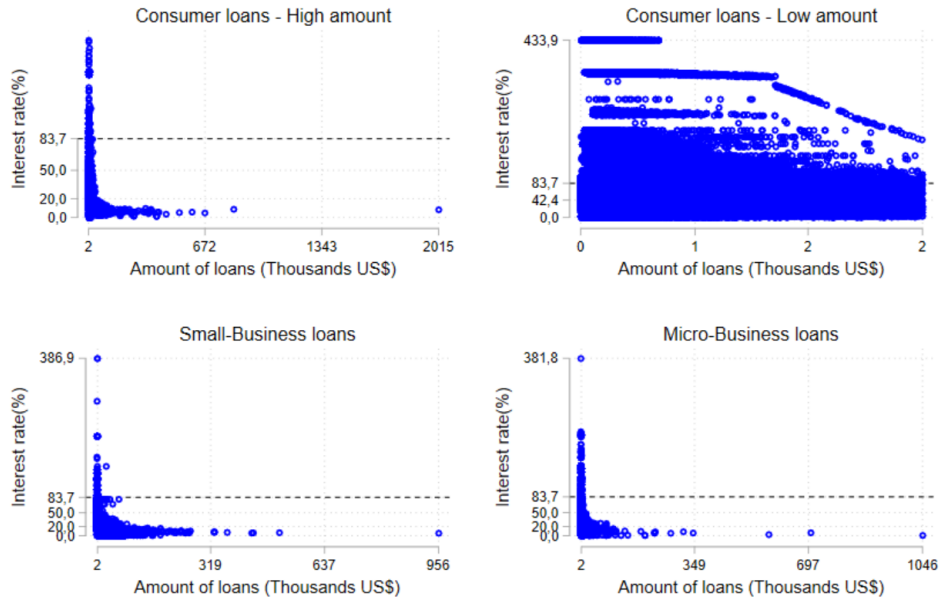 Consumer loans - High amount
Interest rate(%)
83,7
50,0
20,0
0,0
2
672
1343
2015
Amount of loans (Thousands US$)
Consumer loans - Low amount
Interest rate(%)
433,9
83,7
42,4
0,0
0
1
2
2
Amount of loans (Thousands US$)
Small-Business loans
Interest rate(%)
386,9
83,7
50,0
20,0
0,0
2
319
637
956
Amount of loans (Thousands US$)
Micro-Business loans
Interest rate(%)
381,8
83,7
50,0
20,0
0,0
2
349
697
1046
Amount of loans (Thousands US$)